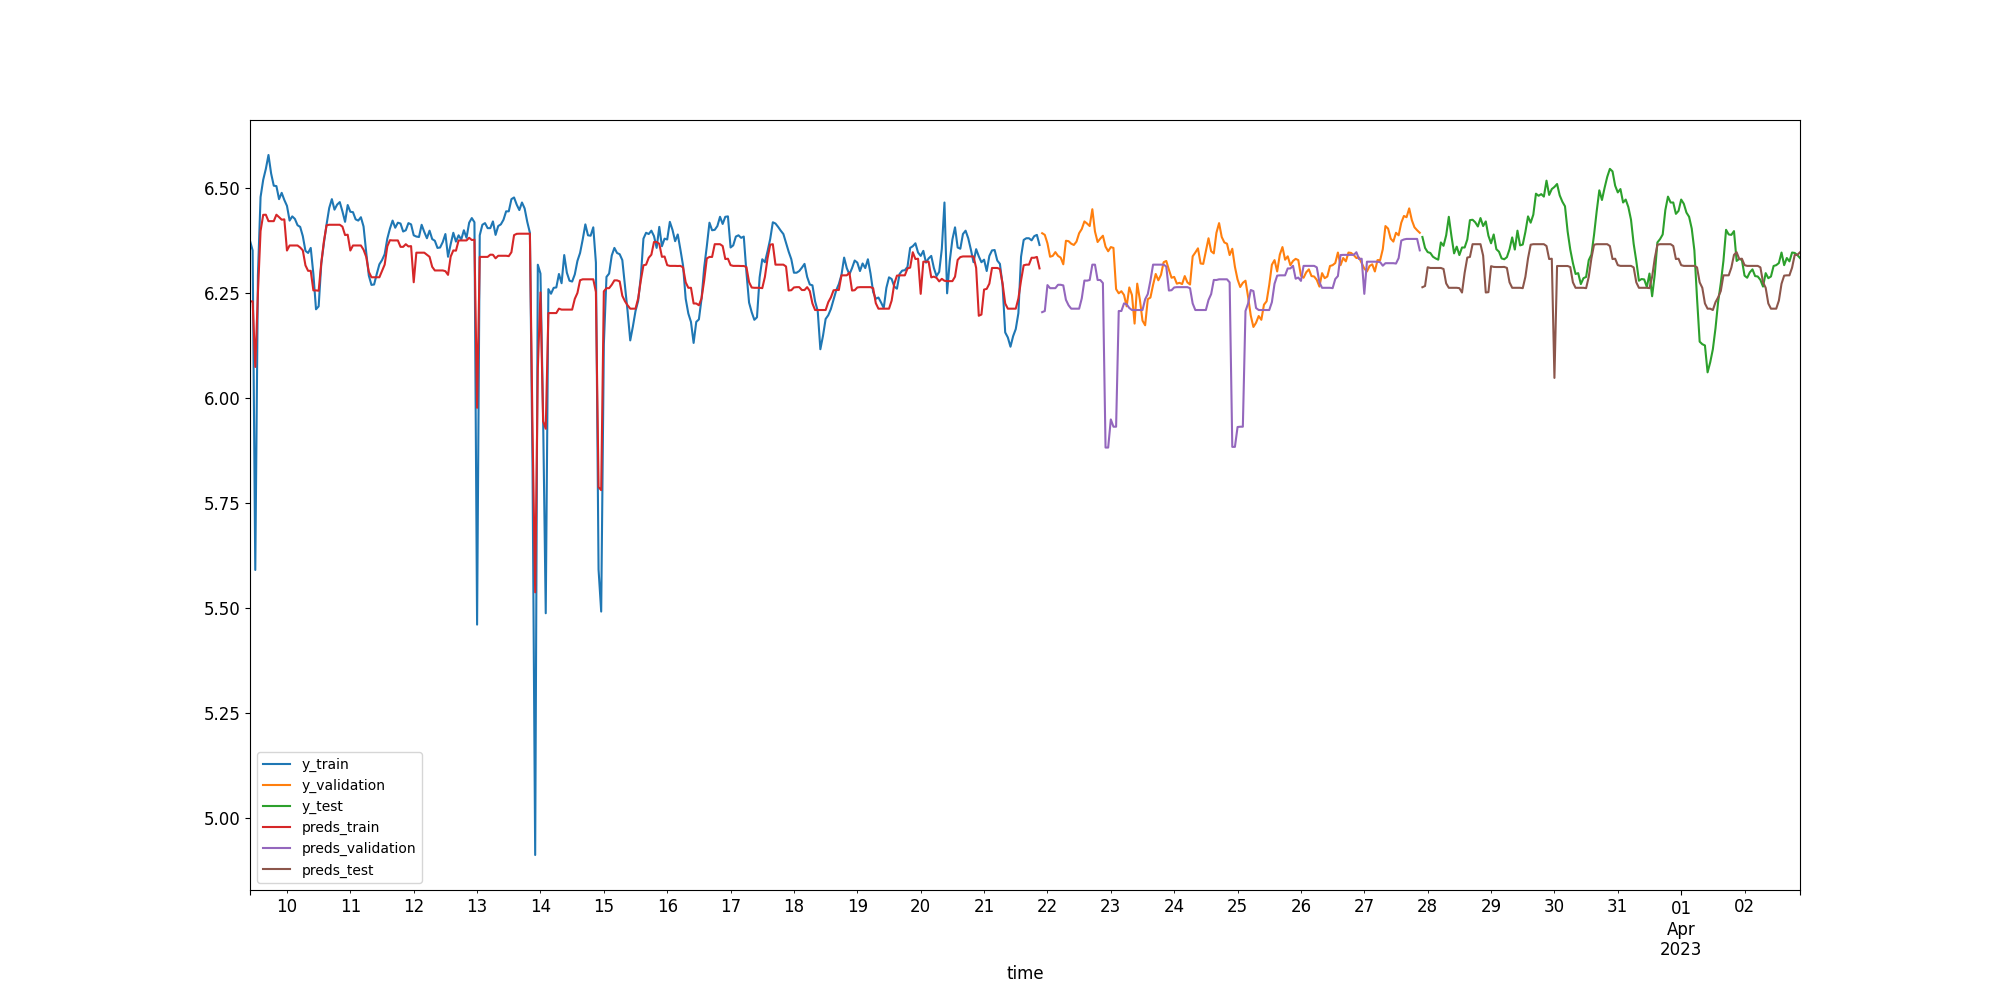 6.50
6.25
6.00
5.75
5.50
5.25
5.00
y_train
y_validation
y_test
preds_train
preds_validation
preds_test
10 11 12 13 14 15 16 17 18 19 20 21 22 23 24 25 26 27 28 29 30 31 01 02
Apr
2023
time